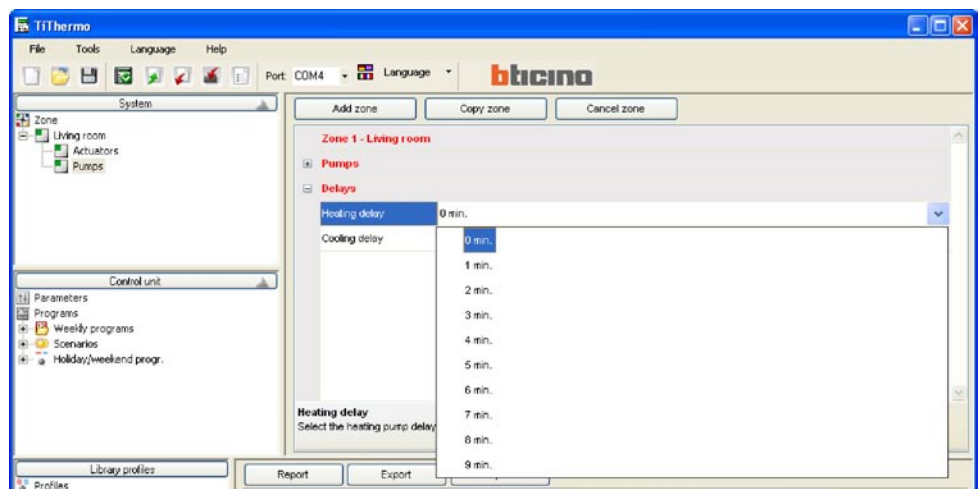 TiThermo
File Tools Language Help
Port: COM4 Language bticino
System
Zone
Living room
Actuators
Pumps
Control unit
Parameters
Programs
Weekly programs
Scenarios
Holiday/weekend progr.
Library profiles
Profiles
Add zone Copy zone Cancel zone
Zone 1 - Living room
Pumps
Delays
Heating delay 0 min.
Cooling delay
0 min.
1 min.
2 min.
3 min.
4 min.
5 min.
6 min.
7 min.
8 min.
9 min.
Heating delay
Select the heating pump delay
Report Export